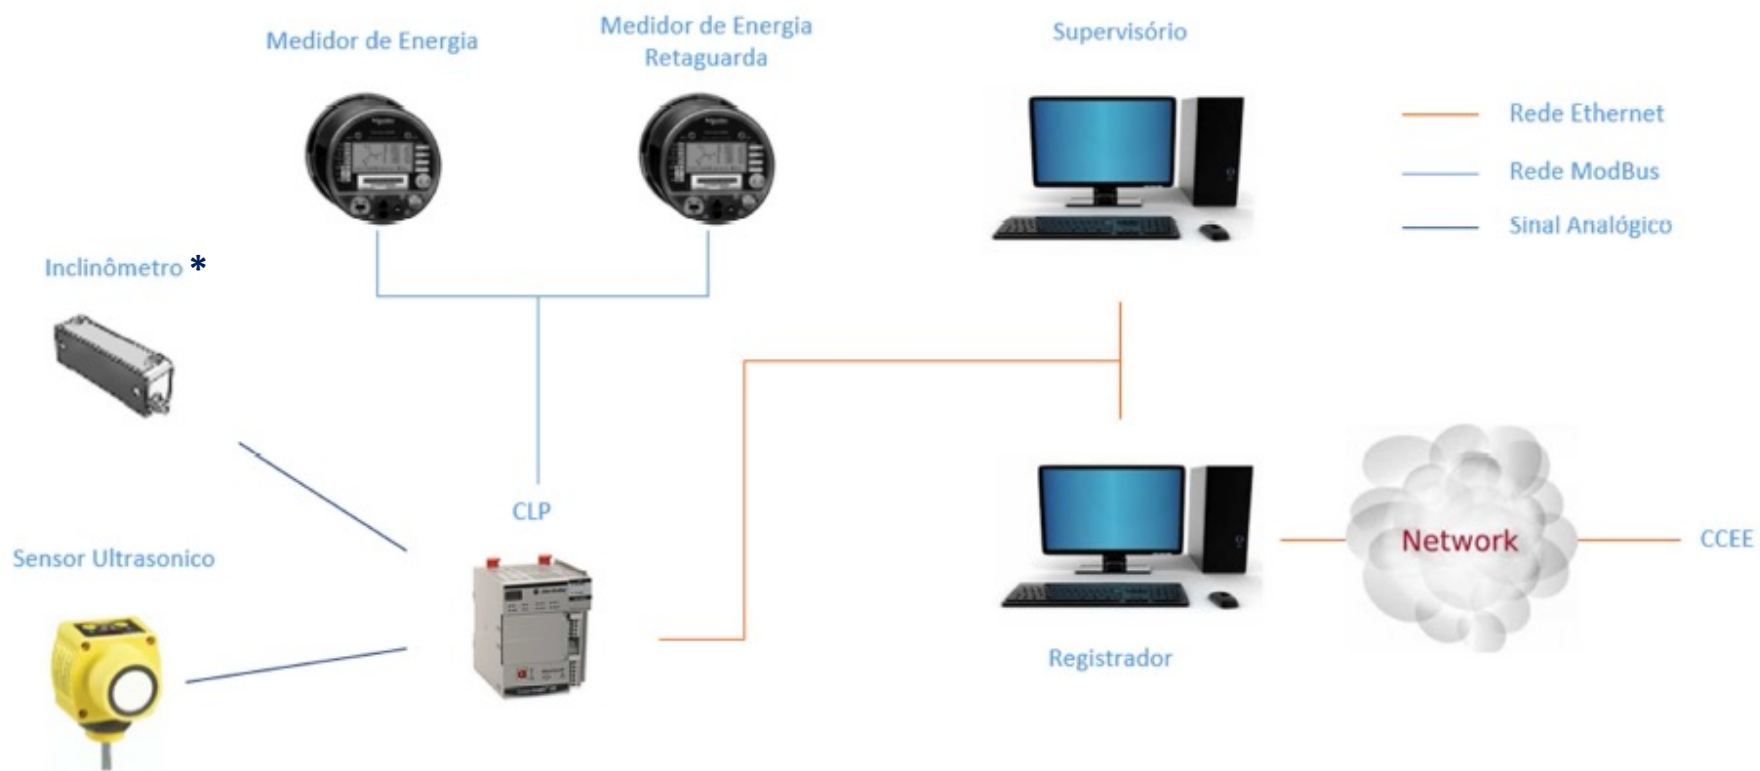 Medidor de Energia
Medidor de Energia
Retaguarda
Supervisório
Rede Ethernet
Rede ModBus
Sinal Analógico
Inclinômetro *
CLP
Sensor Ultrasonico
Network
CCEE
Registrador